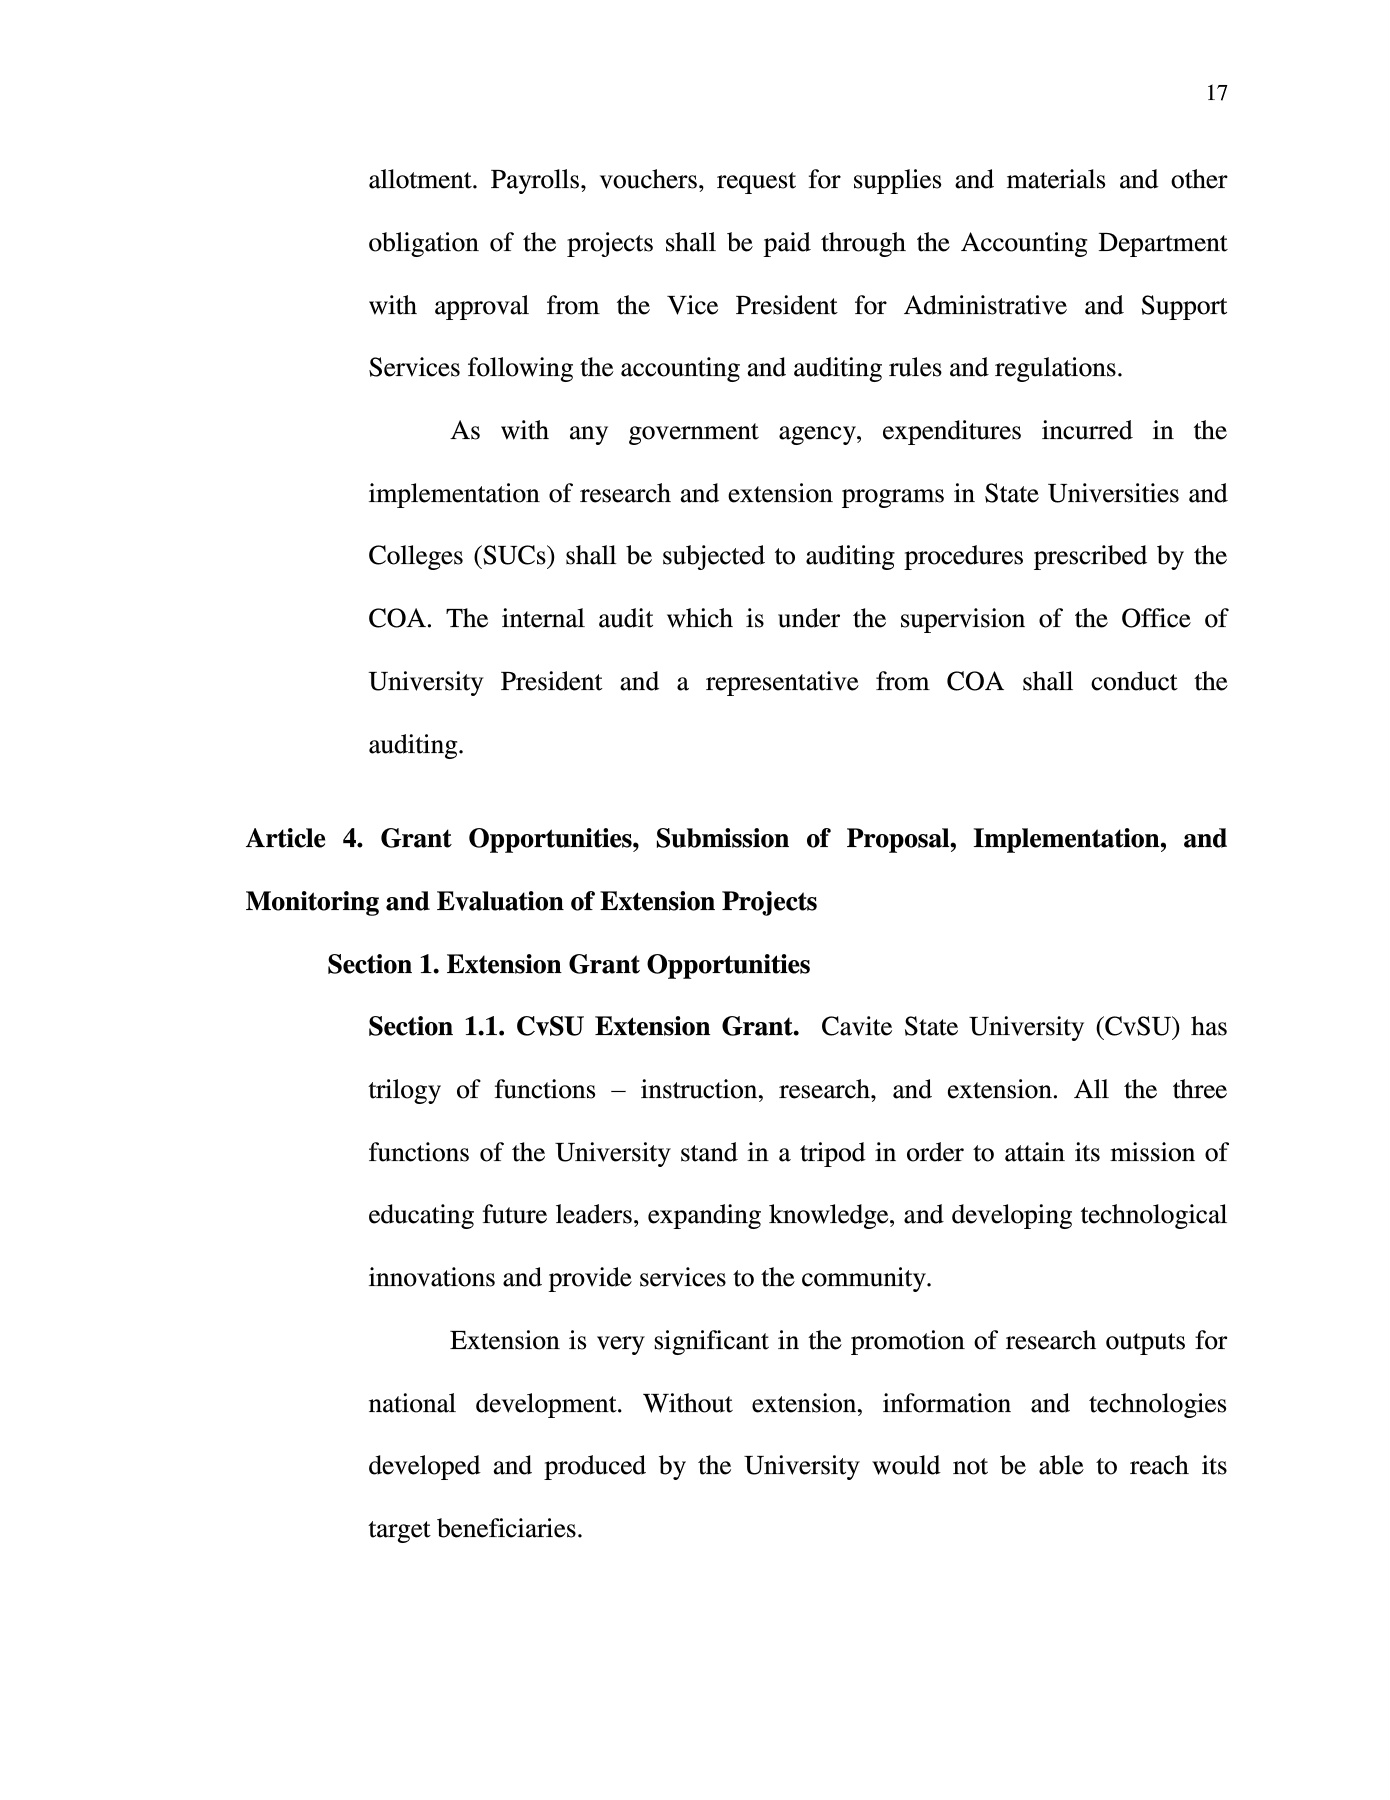 17
allotment. Payrolls, vouchers, request for supplies and materials and other
obligation of the projects shall be paid through the Accounting Department
with approval from the Vice President for Administrative and Support
Services following the accounting and auditing rules and regulations.
As with any government agency, expenditures incurred in the
implementation of research and extension programs in State Universities and
Colleges (SUCs) shall be subjected to auditing procedures prescribed by the
COA. The internal audit which is under the supervision of the Office of
University President and a representative from COA shall conduct the
auditing.
Article 4. Grant Opportunities, Submission of Proposal, Implementation, and
Monitoring and Evaluation of Extension Projects
Section 1. Extension Grant Opportunities
Section 1.1. CvSU Extension Grant. Cavite State University (CvSU) has
trilogy of functions – instruction, research, and extension. All the three
functions of the University stand in a tripod in order to attain its mission of
educating future leaders, expanding knowledge, and developing technological
innovations and provide services to the community.
Extension is very significant in the promotion of research outputs for
national development. Without extension, information and technologies
developed and produced by the University would not be able to reach its
target beneficiaries.